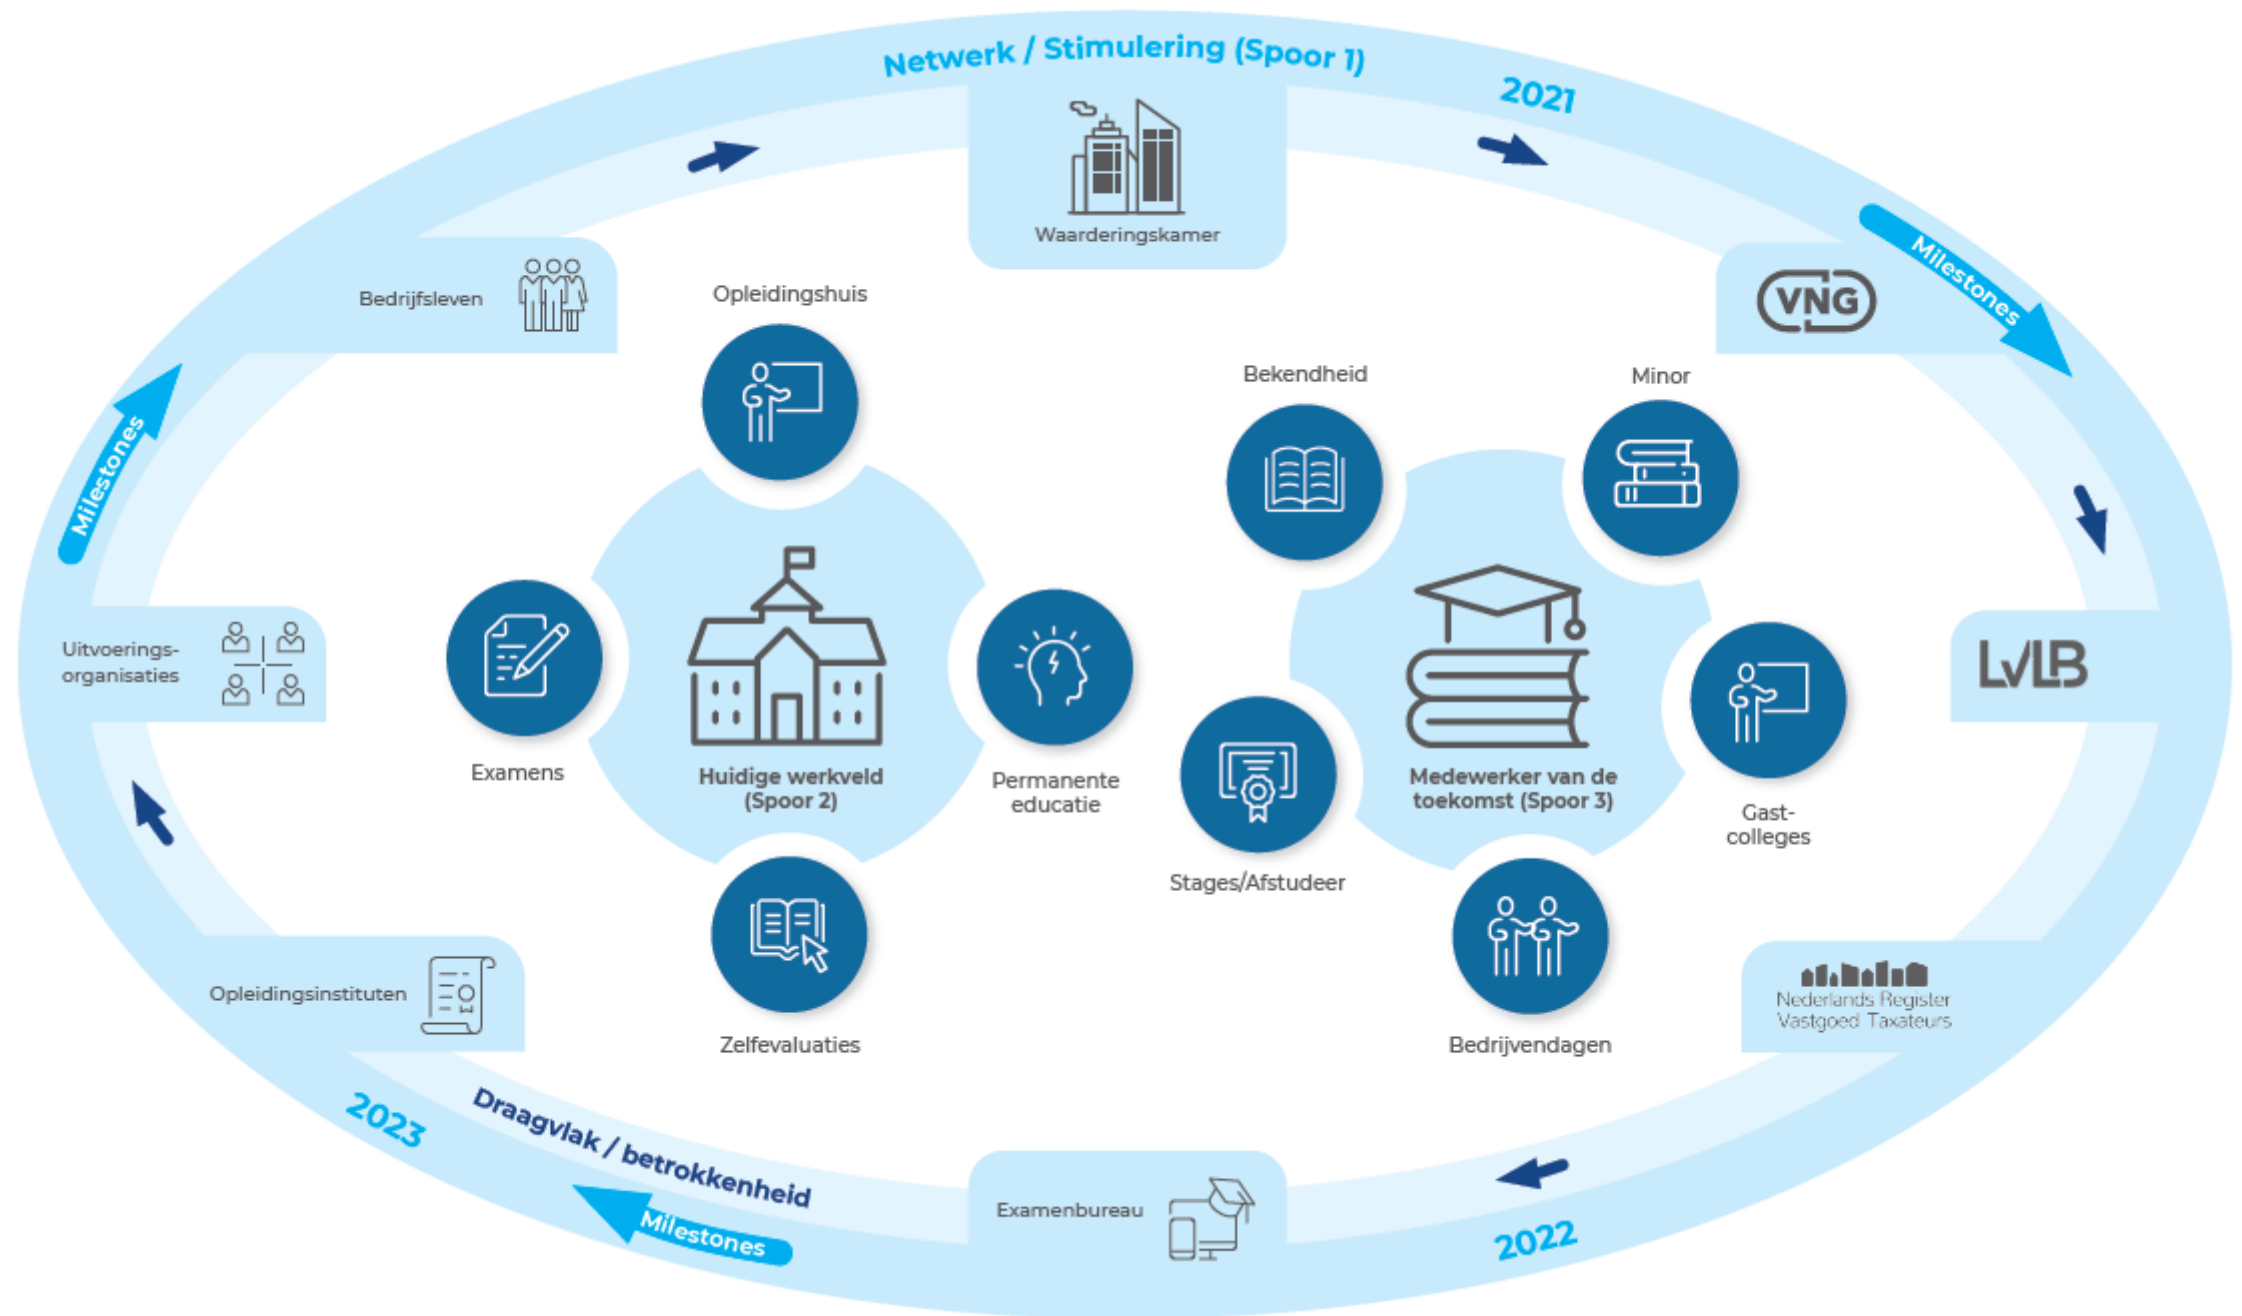 Netwerk / Stimulering (Spoor 1)
2021
Milestones
Waarderingskamer
Bedrijfsleven
VNG
Opleidingshuis
Bekendheid
Minor
Milestones
Uitvoerings-
organisaties
LVLB
Examens
Huidige werkveld
(Spoor 2)
Permanente
educatie
Medewerker van de
toekomst (Spoor 3)
Gast-
colleges
Stages/Afstudeer
Opleidingsinstituten
Zelfevaluaties
Bedrijvendagen
Nederlands Register
Vastgoed Taxateurs
2023
Draagvlak / betrokkenheid
Milestones
Examenbureau
2022